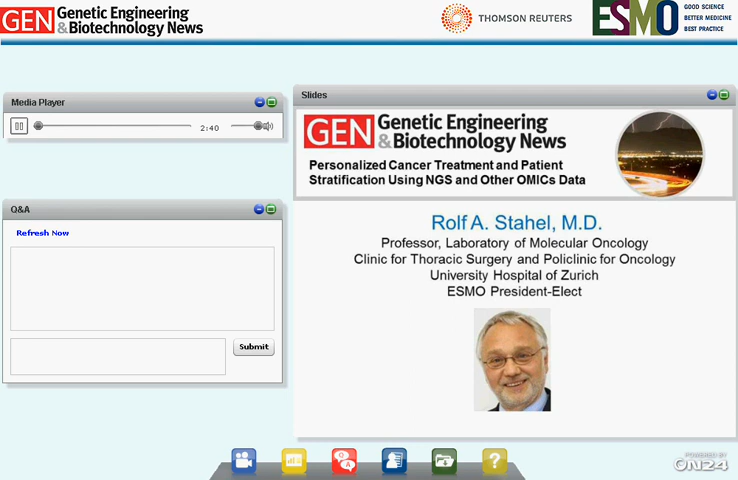 GEN Genetic Engineering
& Biotechnology News
THOMSON REUTERS
ESMO
GOOD SCIENCE
BETTER MEDICINE
BEST PRACTICE
Media Player
2:40
Q&A
Refresh Now
Submit
Slides
GEN Genetic Engineering
& Biotechnology News
Personalized Cancer Treatment and Patient
Stratification Using NGS and Other OMICs Data
Rolf A. Stahel, M.D.
Professor, Laboratory of Molecular Oncology
Clinic for Thoracic Surgery and Policlinic for Oncology
University Hospital of Zurich
ESMO President-Elect
Q
A
?
POWERED BY
ON24